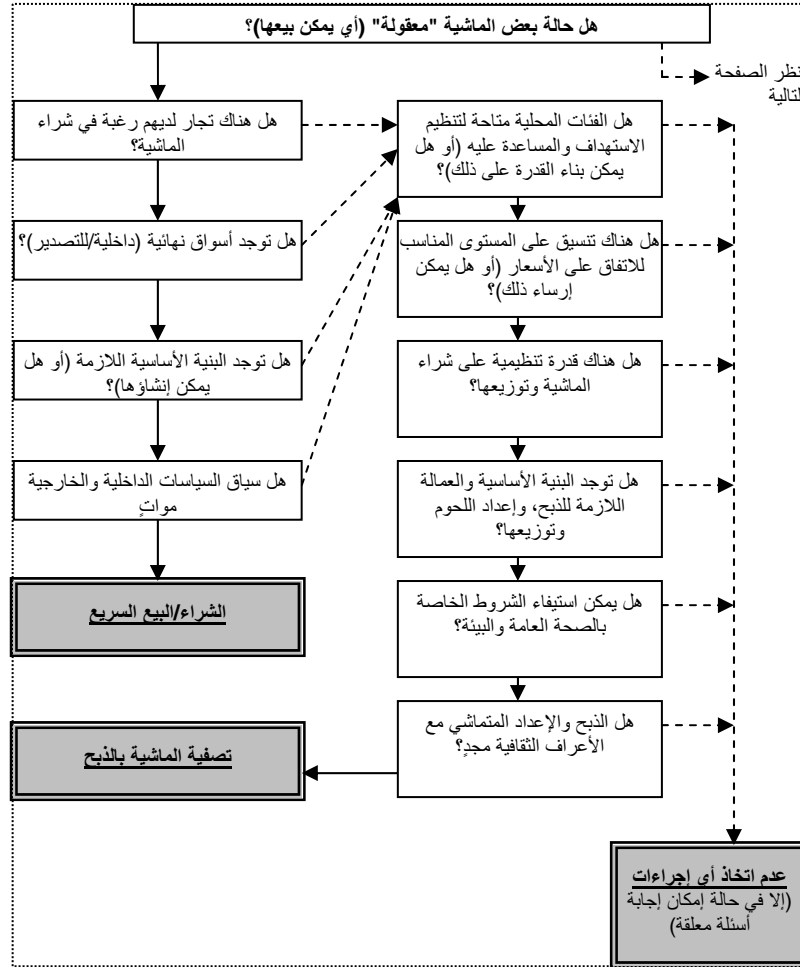 هل حالة بعض الماشية "معقولة" (أي يمكن بيعها)؟
نظر الصفحة
لتالية
هل هناك تجار لديهم رغبة في شراء
الماشية؟
هل توجد أسواق نهائية (داخلية/للتصدير)؟
هل توجد البنية الأساسية اللازمة (أو هل
يمكن إنشاؤها)؟
هل سياق السياسات الداخلية والخارجية
مواتٍ
الشراء/البيع السريع
هل الفئات المحلية متاحة لتنظيم
الاستهداف والمساعدة عليه (أو هل
يمكن بناء القدرة على ذلك)؟
هل هناك تنسيق على المستوى المناسب
للاتفاق على الأسعار (أو هل يمكن
إرساء ذلك)؟
هل هناك قدرة تنظيمية على شراء
الماشية وتوزيعها؟
هل توجد البنية الأساسية والعمالة
اللازمة للذبح، وإعداد اللحوم
وتوزيعها؟
هل يمكن استيفاء الشروط الخاصة
بالصحة العامة والبيئة؟
هل الذبح والإعداد المتماشي مع
الأعراف الثقافية مجدٍ؟
تصفية الماشية بالذبح
عدم اتخاذ أي إجراءات
(إلا في حالة إمكان إجابة
أسئلة معلقة)